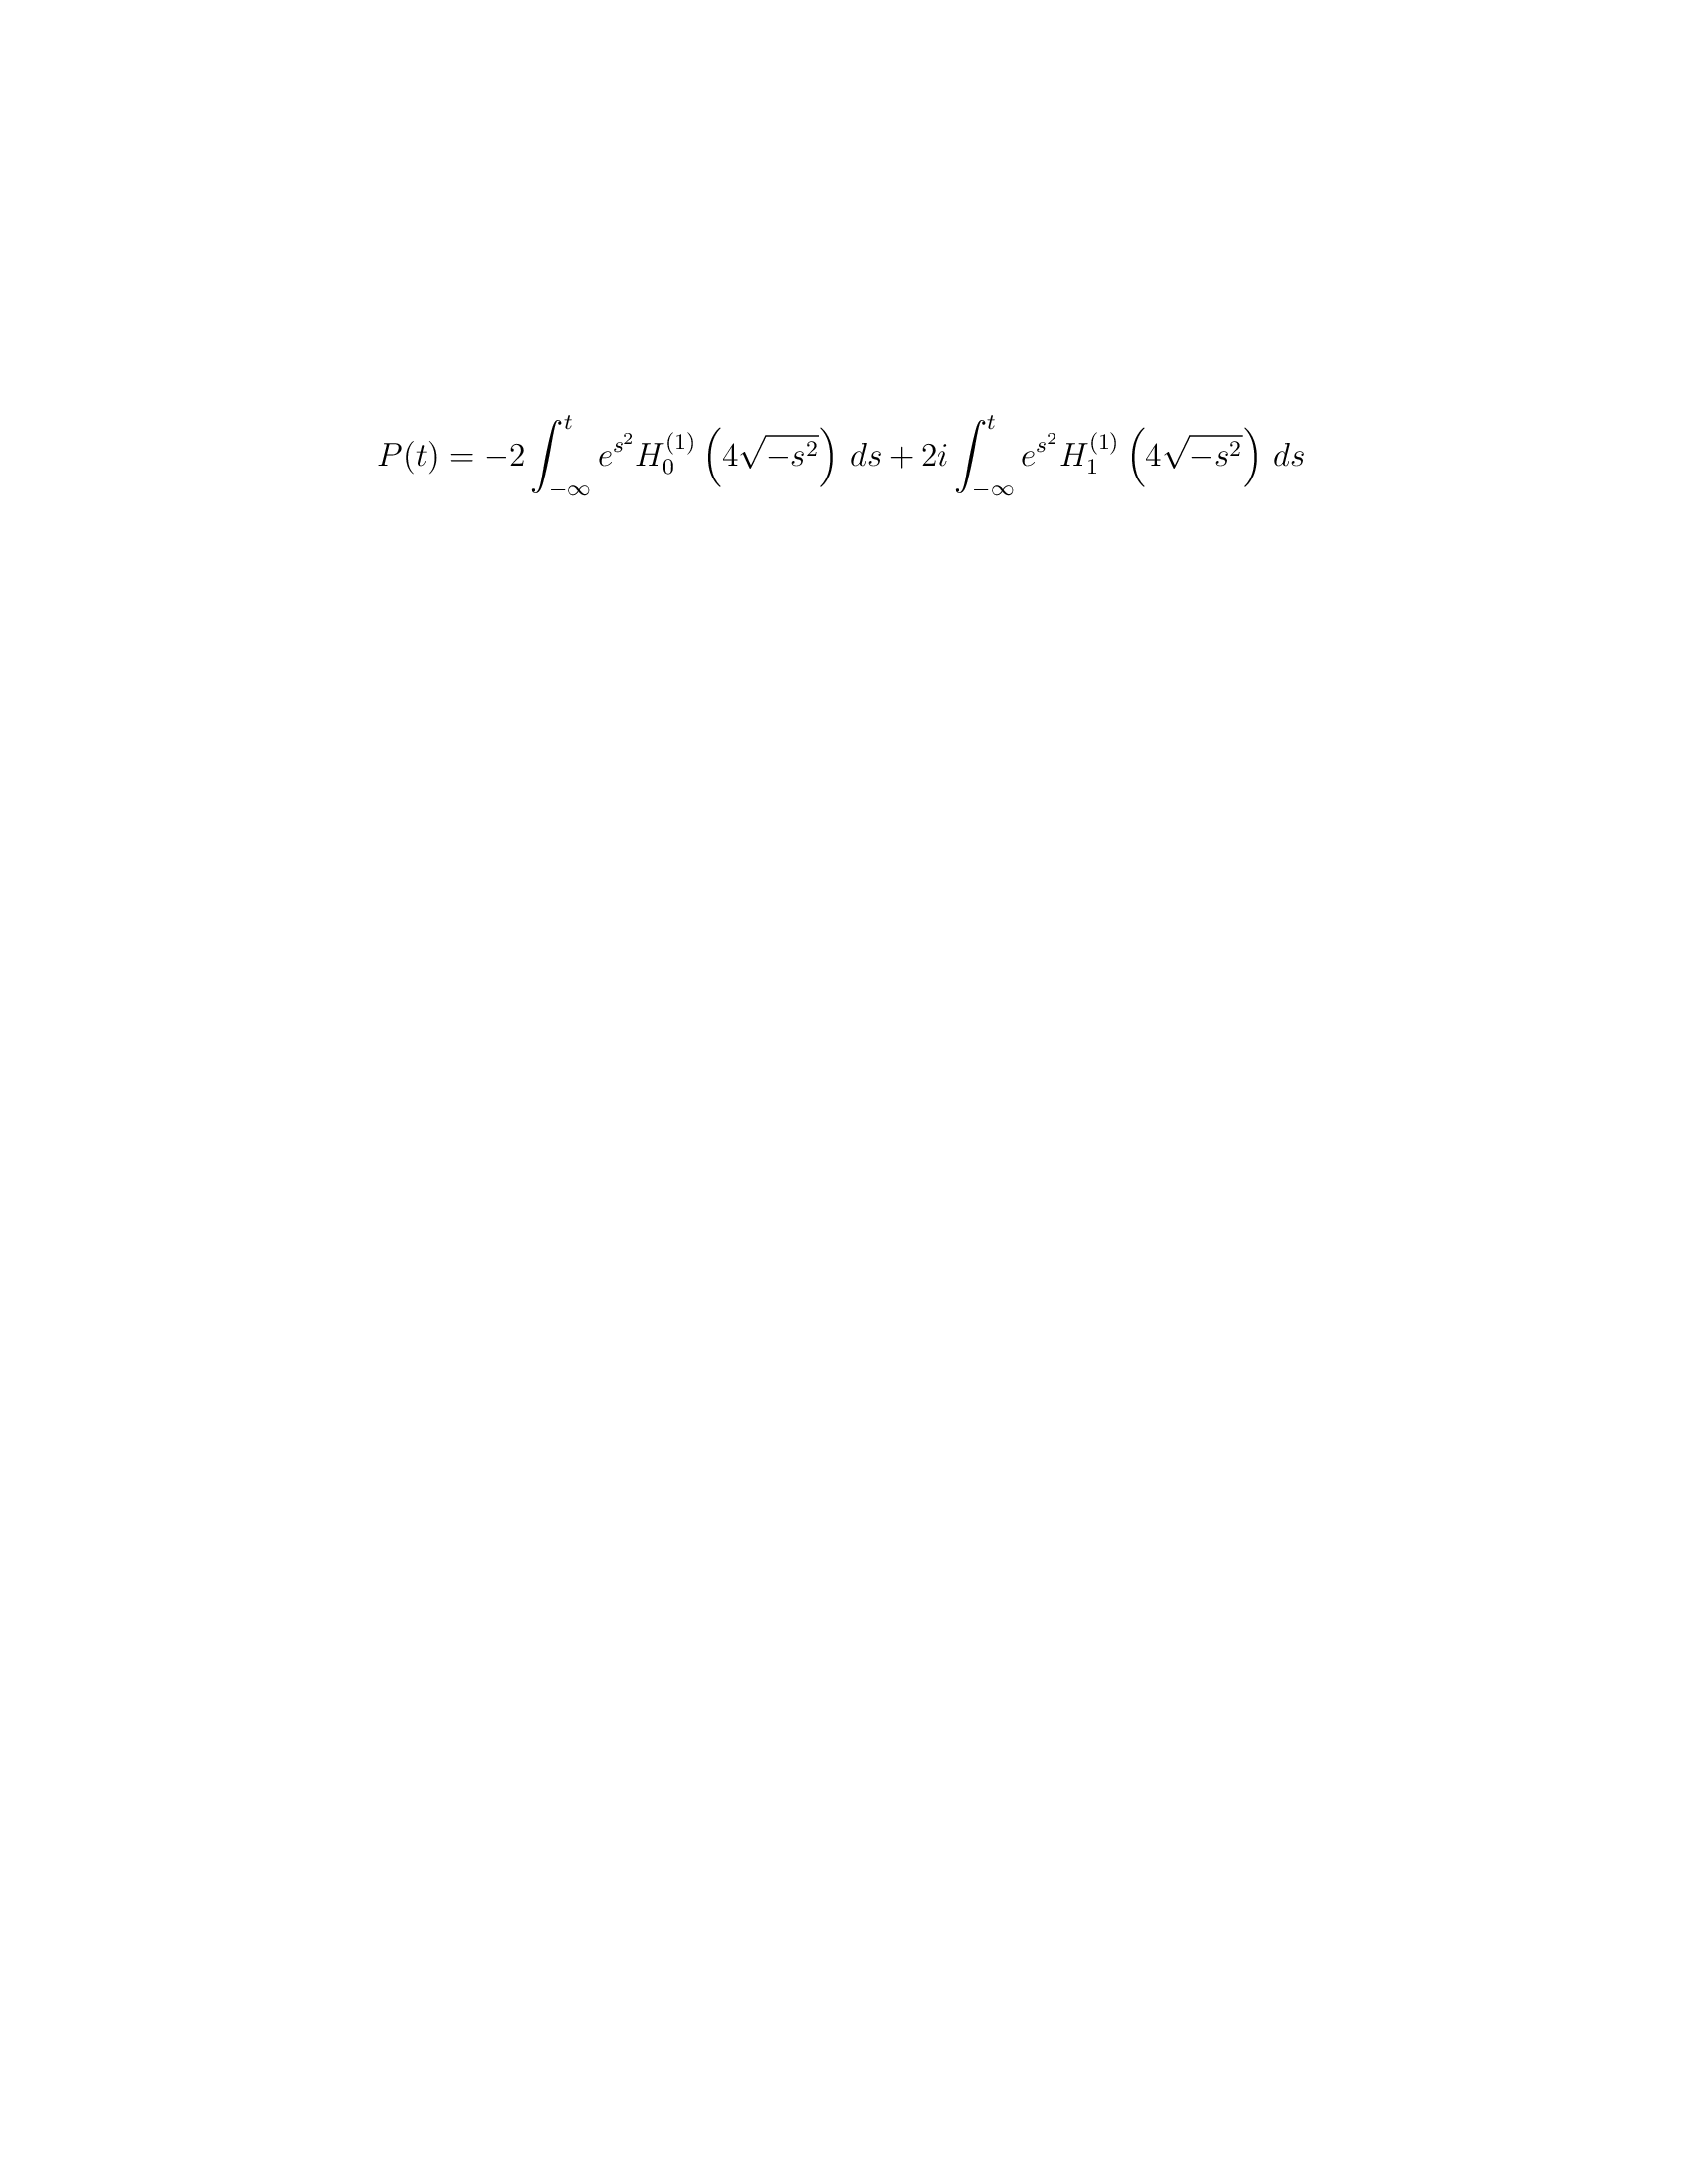 $P(t) = -2 \int_{-\infty}^{t} e^{s^2} H_0^{(1)} \left( 4\sqrt{-s^2} \right) \, ds + 2i \int_{-\infty}^{t} e^{s^2} H_1^{(1)} \left( 4\sqrt{-s^2} \right) \, ds$